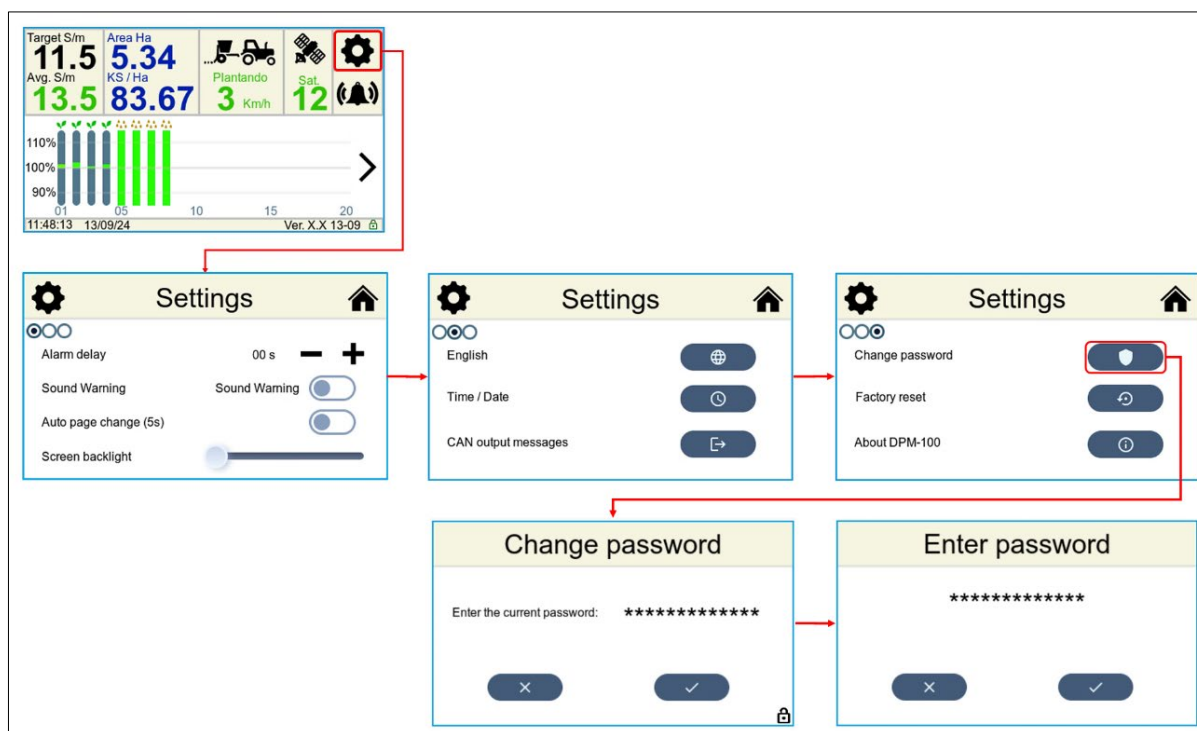 Target S/m Area Ha
11.5 5.34
Avg. S/m KS / Ha Plantando Sat.
13.5 83.67 3 Km/h 12
110%
100%
90%
01 05 10 15 20
11:48:13 13/09/24 Ver. X.X 13-09
Settings
Alarm delay 00 s
Sound Warning Sound Warning
Auto page change (5s)
Screen backlight
Settings
English
Time / Date
CAN output messages
Settings
Change password
Factory reset
About DPM-100
Change password
Enter the current password: *************
Enter password
*************